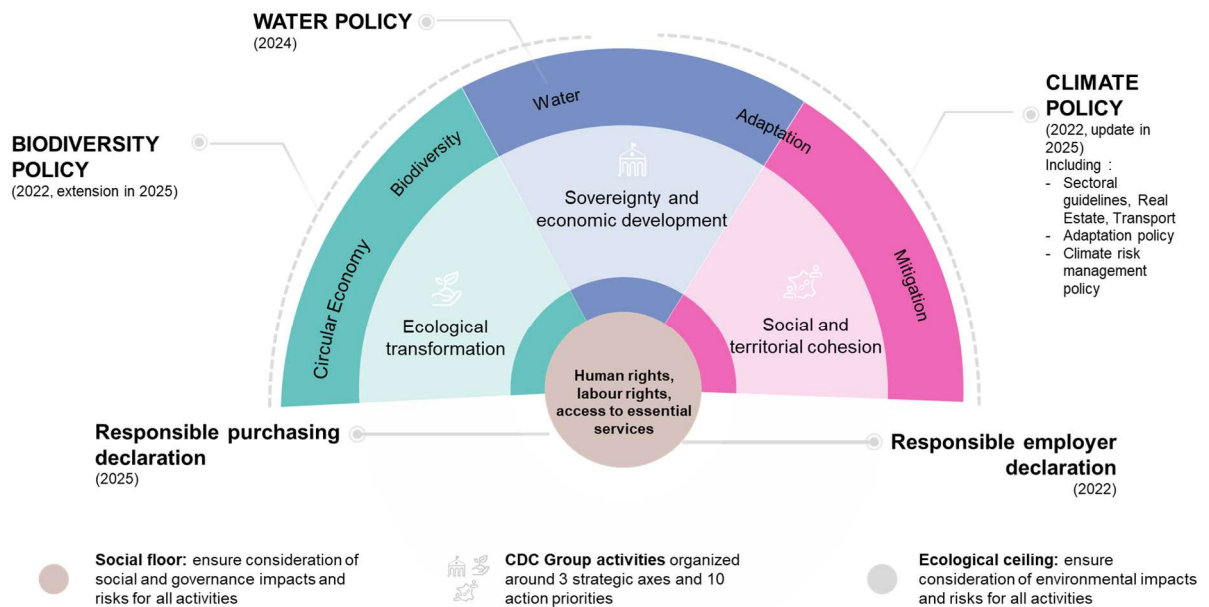 WATER POLICY
(2024)
BIODIVERSITY
POLICY
(2022, extension in 2025)
CLIMATE
POLICY
(2022, update in
2025)
Including :
- Sectoral
guidelines, Real
Estate, Transport
- Adaptation policy
- Climate risk
management
policy
Circular Economy
Biodiversity
Water
Adaptation
Mitigation
Sovereignty and
economic development
Ecological
transformation
Social and
territorial cohesion
Human rights,
labour rights,
access to essential
services
Responsible purchasing
declaration
(2025)
Responsible employer
declaration
(2022)
Social floor: ensure consideration of
social and governance impacts and
risks for all activities
CDC Group activities organized
around 3 strategic axes and 10
action priorities
Ecological ceiling: ensure
consideration of environmental impacts
and risks for all activities